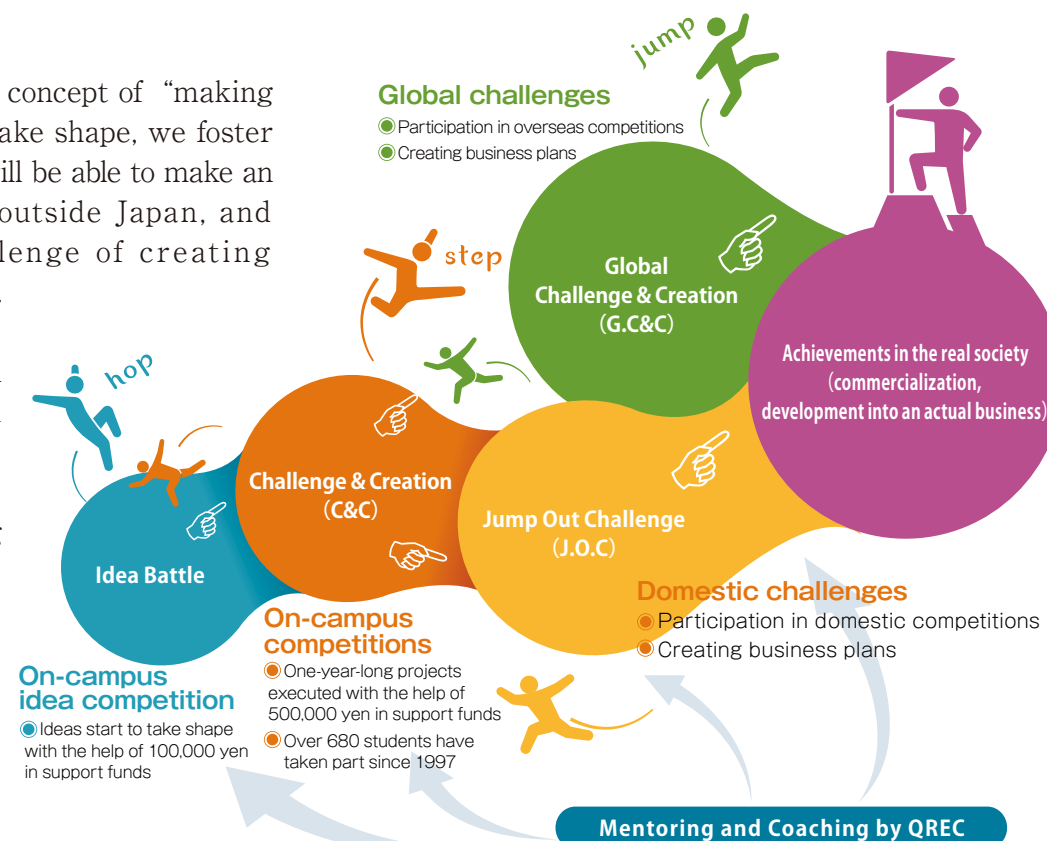 concept of “making
ake shape, we foster
ill be able to make an
outside Japan, and
lenge of creating
jump
Global challenges
Participation in overseas competitions
Creating business plans
step
hop
Global
Challenge & Creation
(G.C&C)
Achievements in the real society
(commercialization,
development into an actual business)
Challenge & Creation
(C&C)
Jump Out Challenge
(J.O.C)
Idea Battle
Domestic challenges
Participation in domestic competitions
Creating business plans
On-campus
competitions
One-year-long projects
executed with the help of
500,000 yen in support funds
Over 680 students have
taken part since 1997
On-campus
idea competition
Ideas start to take shape
with the help of 100,000 yen
in support funds
Mentoring and Coaching by QREC